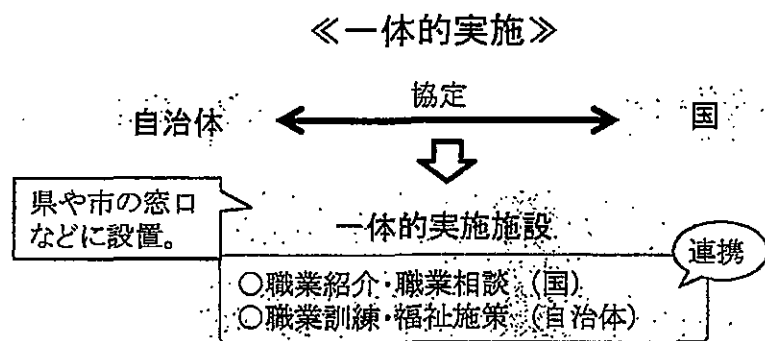 ≪一体的実施≫
協定
自治体
国
県や市の窓口
などに設置。
一体的実施施設
連携
○職業紹介・職業相談（国）
○職業訓練・福祉施策（自治体）